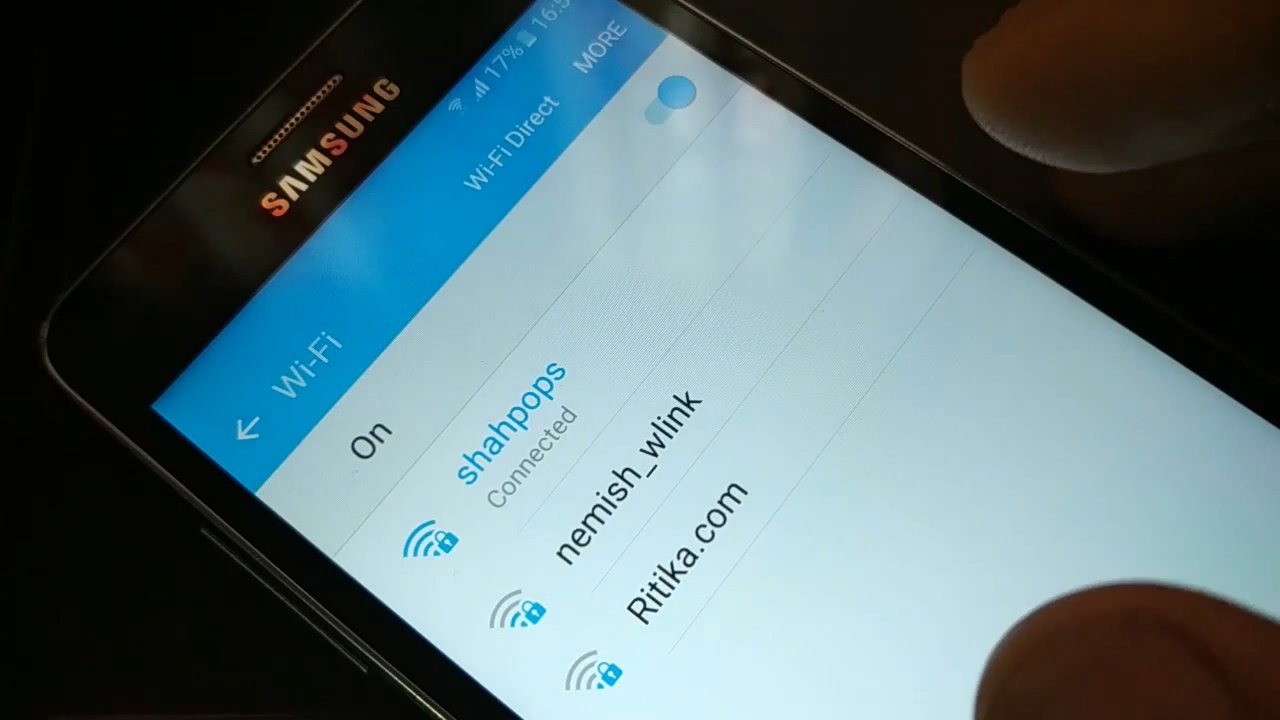 SAMSUNG
17%
Wi-Fi
Wi-Fi Direct
MORE
On
shahpops
Connected
nemish_wlink
Ritika.com